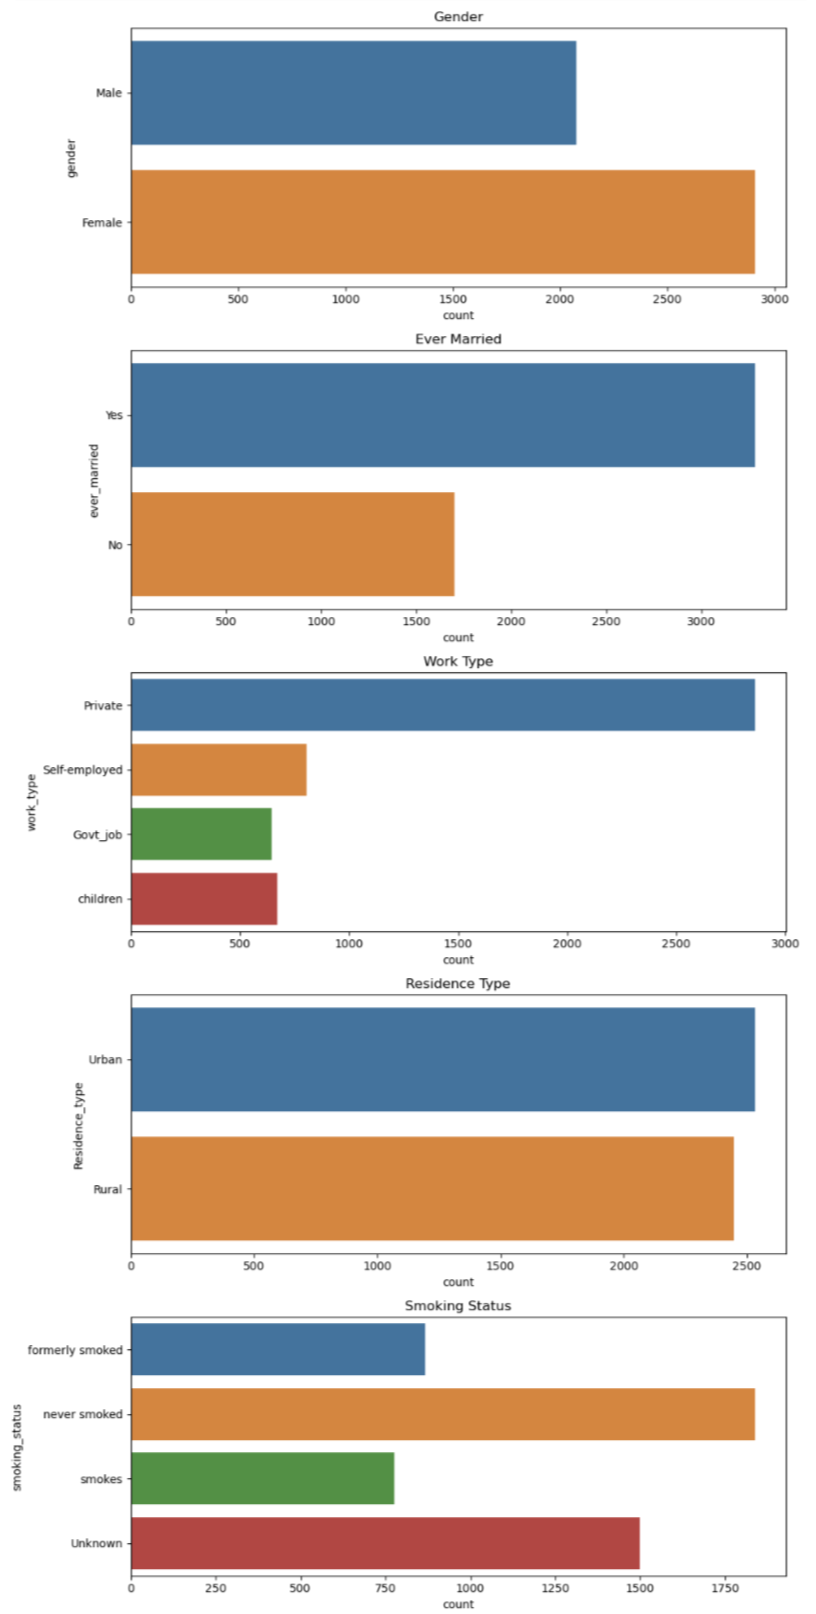 Gender
Male
gender
Female
0 500 1000 1500 2000 2500 3000
count
Ever Married
Yes
ever_married
No
0 500 1000 1500 2000 2500 3000
count
Work Type
Private
Self-employed
work_type
Govt_job
children
0 500 1000 1500 2000 2500 3000
count
Residence Type
Urban
Residence_type
Rural
0 500 1000 1500 2000 2500
count
Smoking Status
formerly smoked
never smoked
smoking_status
smokes
Unknown
0 250 500 750 1000 1250 1500 1750
count